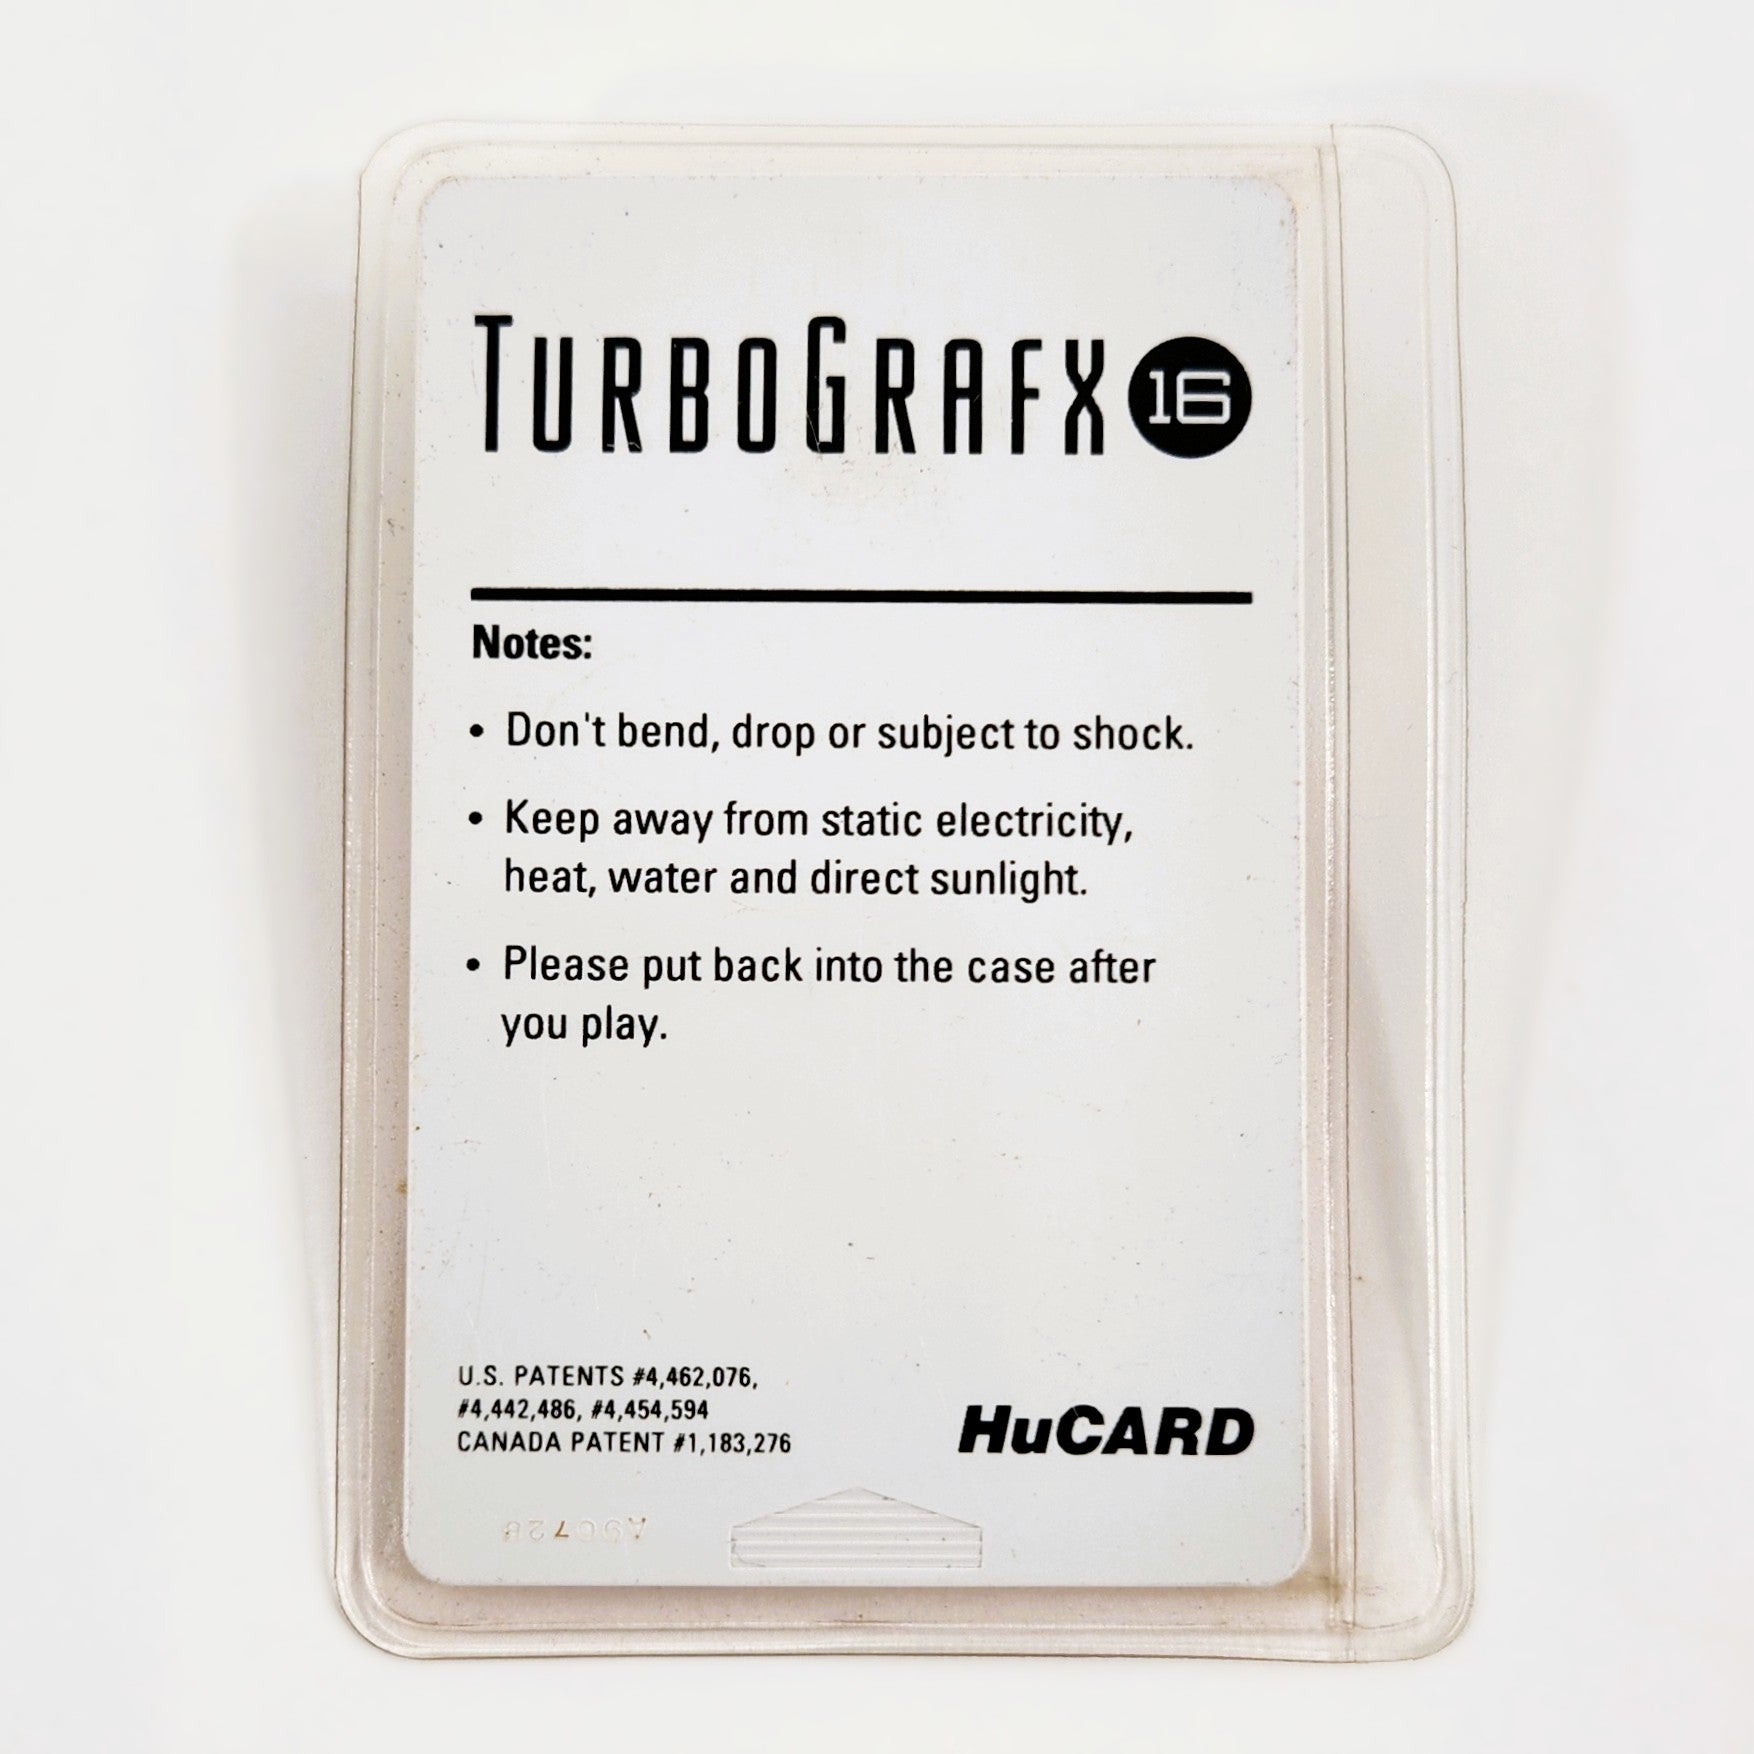 TURBOGRAFX 16
Notes:
• Don't bend, drop or subject to shock.
• Keep away from static electricity,
heat, water and direct sunlight.
• Please put back into the case after
you play.
U.S. PATENTS #4,462,076,
#4,442,486, #4,454,594
CANADA PATENT #1,183,276
HuCARD